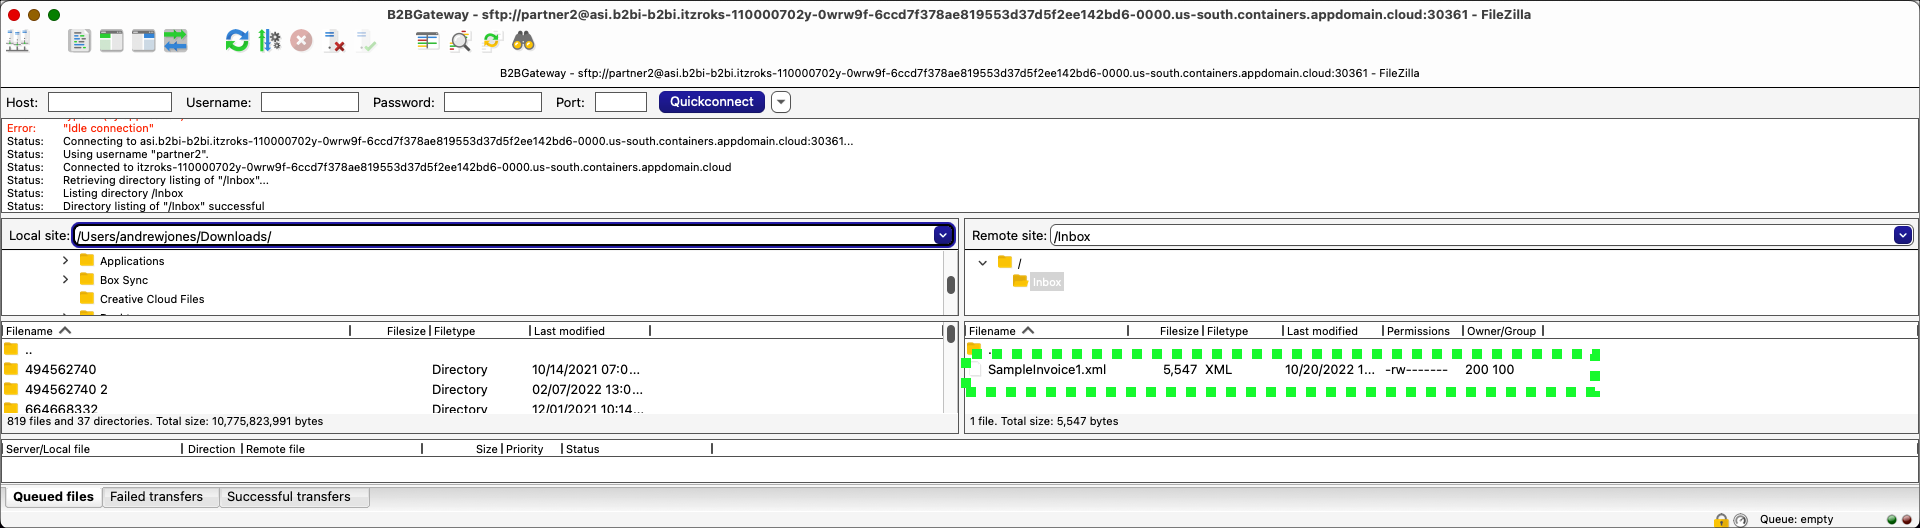 B2BGateway - sftp://partner2@asi.b2bi-b2bi.itzroks-110000702y-0wrw9f-6ccd7f378ae819553d37d5f2ee142bd6-0000.us-south.containers.appdomain.cloud:30361 - FileZilla
B2BGateway - sftp://partner2@asi.b2bi-b2bi.itzroks-110000702y-0wrw9f-6ccd7f378ae819553d37d5f2ee142bd6-0000.us-south.containers.appdomain.cloud:30361 - FileZilla
Host: Username: Password: Port: Quickconnect
Error: "Idle connection"
Status: Connecting to asi.b2bi-b2bi.itzroks-110000702y-0wrw9f-6ccd7f378ae819553d37d5f2ee142bd6-0000.us-south.containers.appdomain.cloud:30361...
Status: Using username "partner2".
Status: Connected to itzroks-110000702y-0wrw9f-6ccd7f378ae819553d37d5f2ee142bd6-0000.us-south.containers.appdomain.cloud
Status: Retrieving directory listing of "/Inbox"...
Status: Listing directory /Inbox
Status: Directory listing of "/Inbox" successful
Local site: /Users/andrewjones/Downloads/
Applications
Box Sync
Creative Cloud Files
Filename Filesize Filetype Last modified
..
494562740 Directory 10/14/2021 07:0...
494562740 2 Directory 02/07/2022 13:0...
664668332 Directory 12/01/2021 10:14...
819 files and 37 directories. Total size: 10,775,823,991 bytes
Remote site: /Inbox
/
Inbox
Filename Filesize Filetype Last modified Permissions Owner/Group
SampleInvoice1.xml 5,547 XML 10/20/2022 1... -rw------- 200 100
1 file. Total size: 5,547 bytes
Server/Local file Direction Remote file Size Priority Status
Queued files Failed transfers Successful transfers
Queue: empty